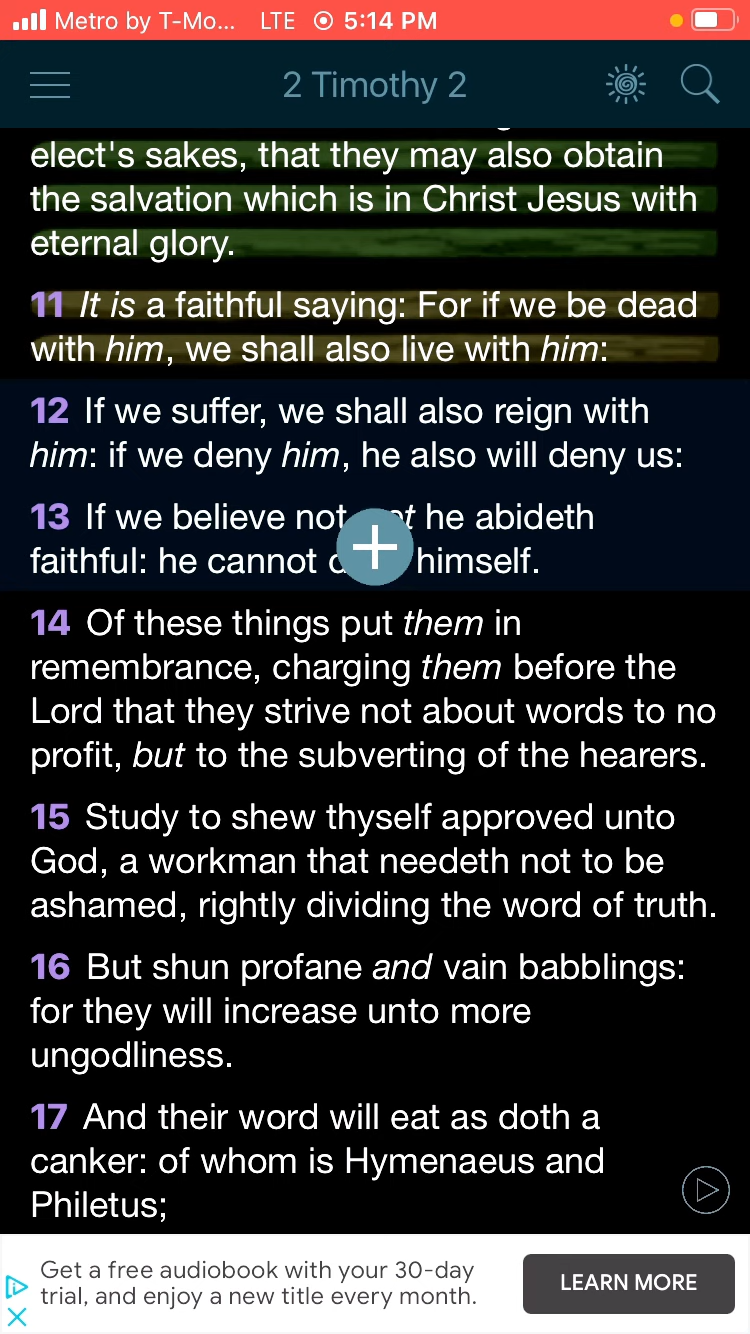 Metro by T-Mo... LTE 5:14 PM
2 Timothy 2
elect's sakes, that they may also obtain
the salvation which is in Christ Jesus with
eternal glory.
11 It is a faithful saying: For if we be dead
with him, we shall also live with him:
12 If we suffer, we shall also reign with
him: if we deny him, he also will deny us:
13 If we believe not he abideth
faithful: he cannot himself.
14 Of these things put them in
remembrance, charging them before the
Lord that they strive not about words to no
profit, but to the subverting of the hearers.
15 Study to shew thyself approved unto
God, a workman that needeth not to be
ashamed, rightly dividing the word of truth.
16 But shun profane and vain babblings:
for they will increase unto more
ungodliness.
17 And their word will eat as doth a
canker: of whom is Hymenaeus and
Philetus;
Get a free audiobook with your 30-day
trial, and enjoy a new title every month.
LEARN MORE